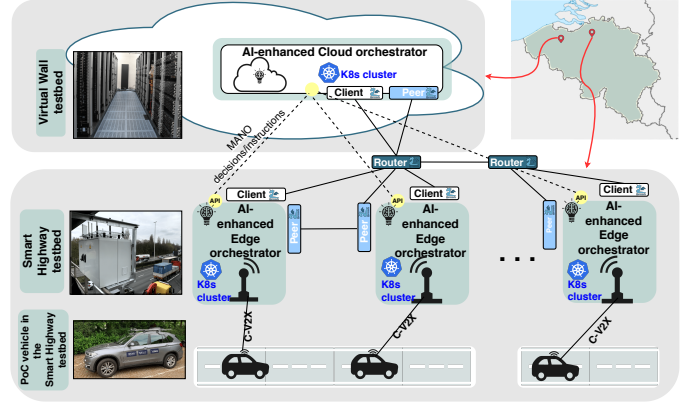 Virtual Wall
testbed
AI-enhanced Cloud orchestrator
K8s cluster
Client
Peer
MANO
decisions/instructions
Router
Router
Smart
Highway
testbed
API
Client
AI-
enhanced
Edge
orchestrator
K8s
cluster
Peer
Peer
API
Client
AI-
enhanced
Edge
orchestrator
K8s
cluster
. . .
Peer
API
Client
AI-
enhanced
Edge
orchestrator
K8s
cluster
PoC vehicle in
the
Smart Highway
testbed
C-V2X
C-V2X
C-V2X